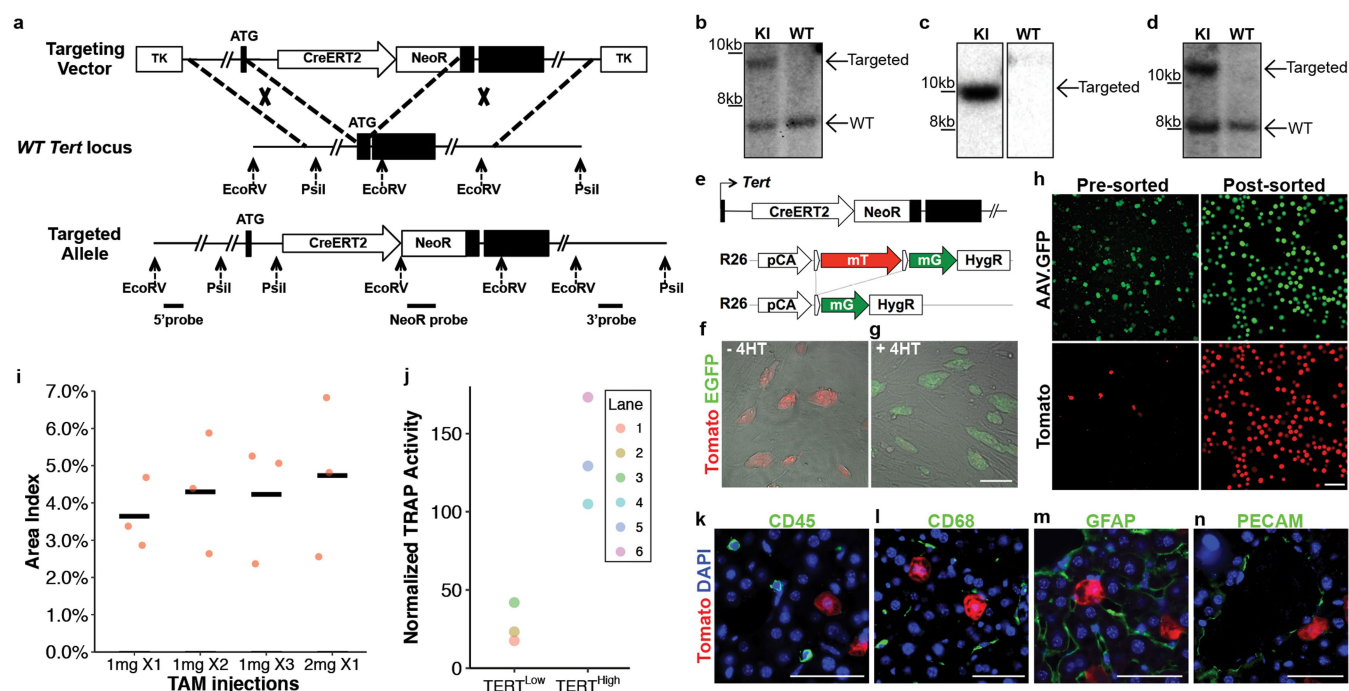 a
Targeting
Vector
TK
ATG
CreERT2
NeoR
TK
WT Tert locus
ATG
EcoRV
PsiI
EcoRV
EcoRV
PsiI
Targeted
Allele
ATG
CreERT2
NeoR
EcoRV
PsiI
PsiI
EcoRV
EcoRV
EcoRV
PsiI
5'probe
NeoR probe
3'probe
b
KI WT
10kb
8kb
Targeted
WT
c
KI WT
10kb
8kb
Targeted
d
KI WT
10kb
8kb
Targeted
WT
e
Tert
CreERT2
NeoR
R26
pCA
mT
mG
HygR
R26
pCA
mG
HygR
f
- 4HT
g
+ 4HT
Tomato EGFP
h
Pre-sorted
Post-sorted
AAV.GFP
Tomato
i
Area Index
7.0%
6.0%
5.0%
4.0%
3.0%
2.0%
1.0%
0.0%
1mg X1
1mg X2
1mg X3
2mg X1
TAM injections
j
Normalized TRAP Activity
150
100
50
0
TERTLow
TERTHigh
Lane
1
2
3
4
5
6
k
CD45
l
CD68
m
GFAP
n
PECAM
Tomato DAPI